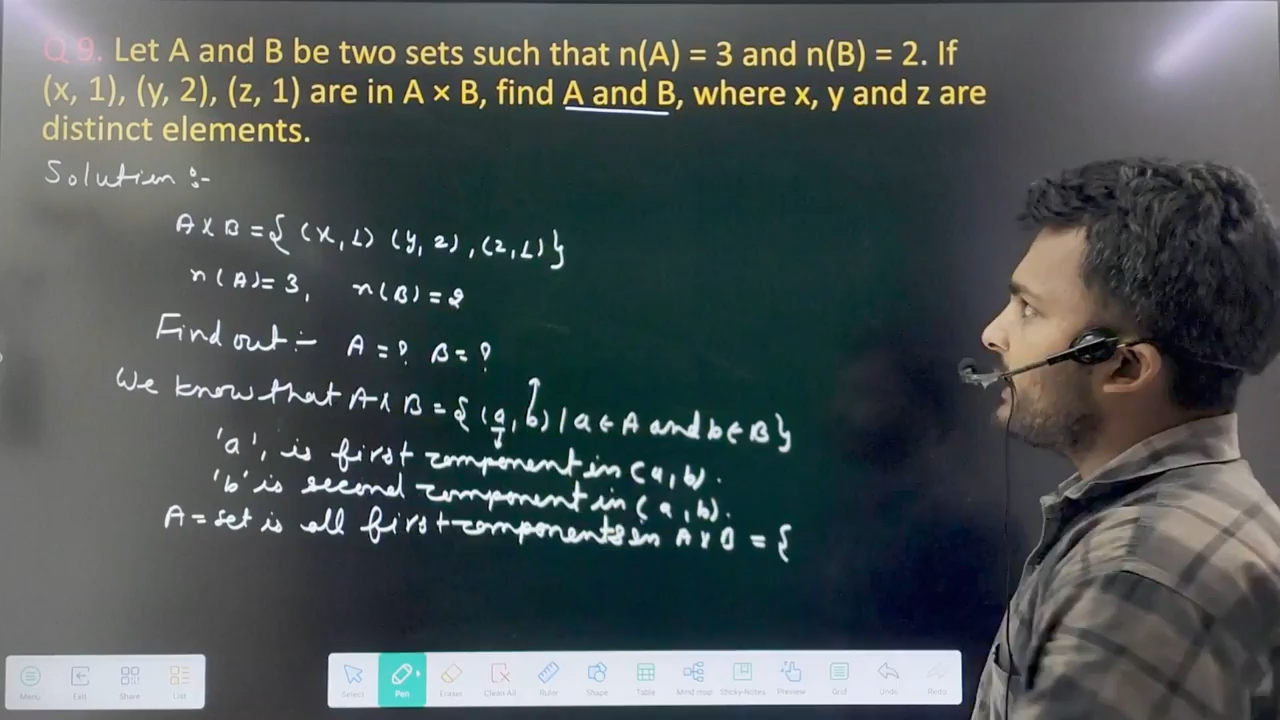 Q 9. Let A and B be two sets such that n(A) = 3 and n(B) = 2. If
(x, 1), (y, 2), (z, 1) are in A × B, find A and B, where x, y and z are
distinct elements.
Solution :-
A x B = { (x, 1) (y, 2) , (z, 1) }
n(A) = 3, n(B) = 2
Find out :- A = ? B = ?
We know that A x B = { (a, b) / a ∈ A and b ∈ B }
'a', is first component in (a, b).
'b' is second component in (a, b).
A = set is all first components in A x B = {
Menu Exit Share List Select Pen Eraser Clean All Ruler Shape Table Mind map Sticky-Notes Preview Grid Undo Redo